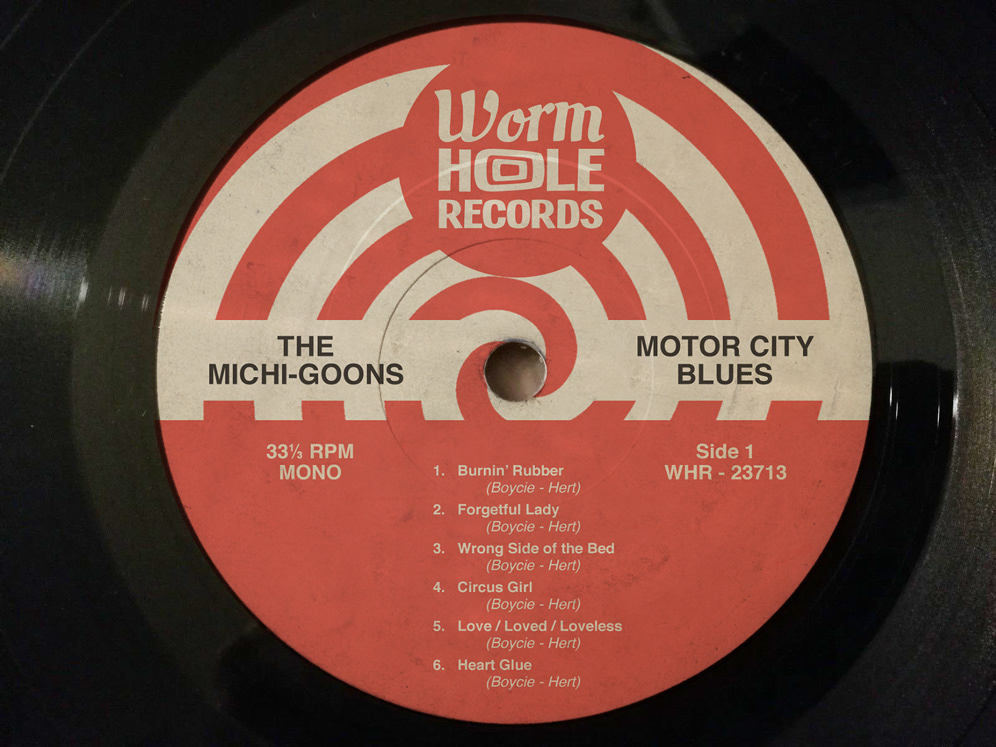 Worm
HOLE
RECORDS
THE
MICHI-GOONS
MOTOR CITY
BLUES
33⅓ RPM
MONO
Side 1
WHR - 23713
1. Burnin' Rubber
(Boycie - Hert)
2. Forgetful Lady
(Boycie - Hert)
3. Wrong Side of the Bed
(Boycie - Hert)
4. Circus Girl
(Boycie - Hert)
5. Love / Loved / Loveless
(Boycie - Hert)
6. Heart Glue
(Boycie - Hert)